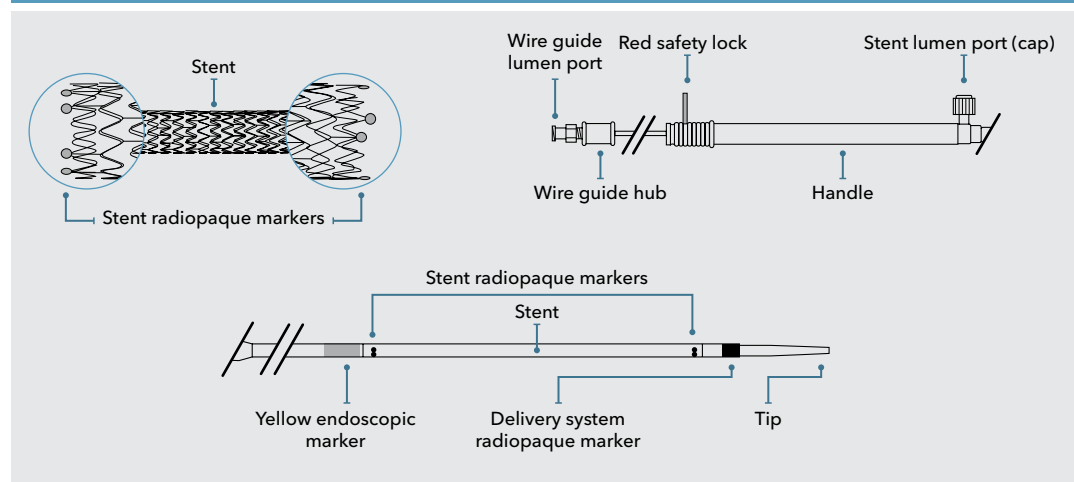 Stent
Stent radiopaque markers
Wire guide
lumen port
Red safety lock
Stent lumen port (cap)
Wire guide hub
Handle
Stent radiopaque markers
Stent
Yellow endoscopic
marker
Delivery system
radiopaque marker
Tip